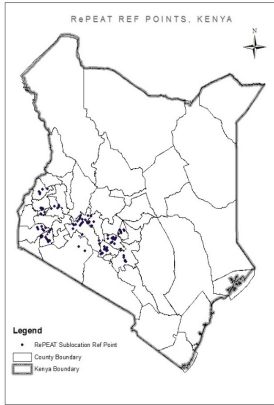 RePEAT REF POINTS, KENYA
N
Legend
RePEAT Sublocation Ref Point
County Boundary
Kenya Boundary